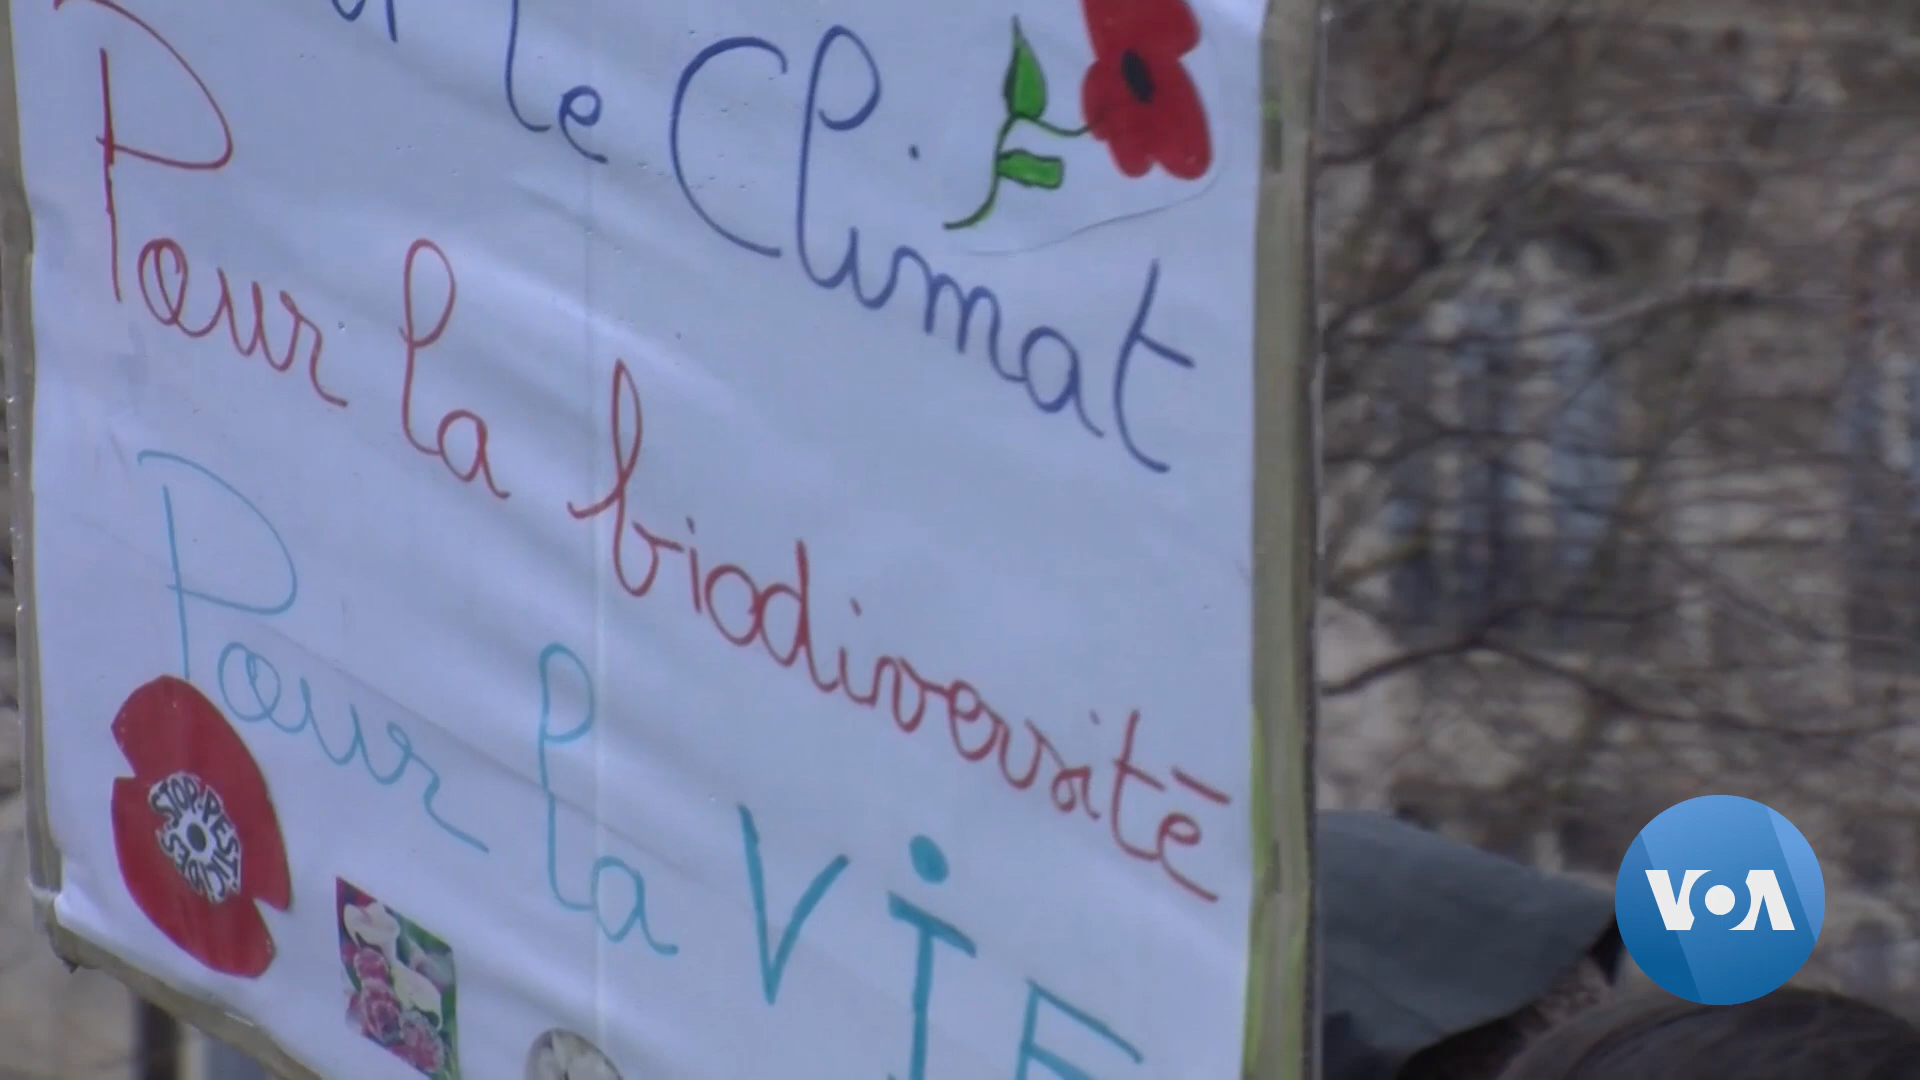 le Climat
Pour la biodiversité
Pour la ViE
STOP-PESTICIDES
VOA